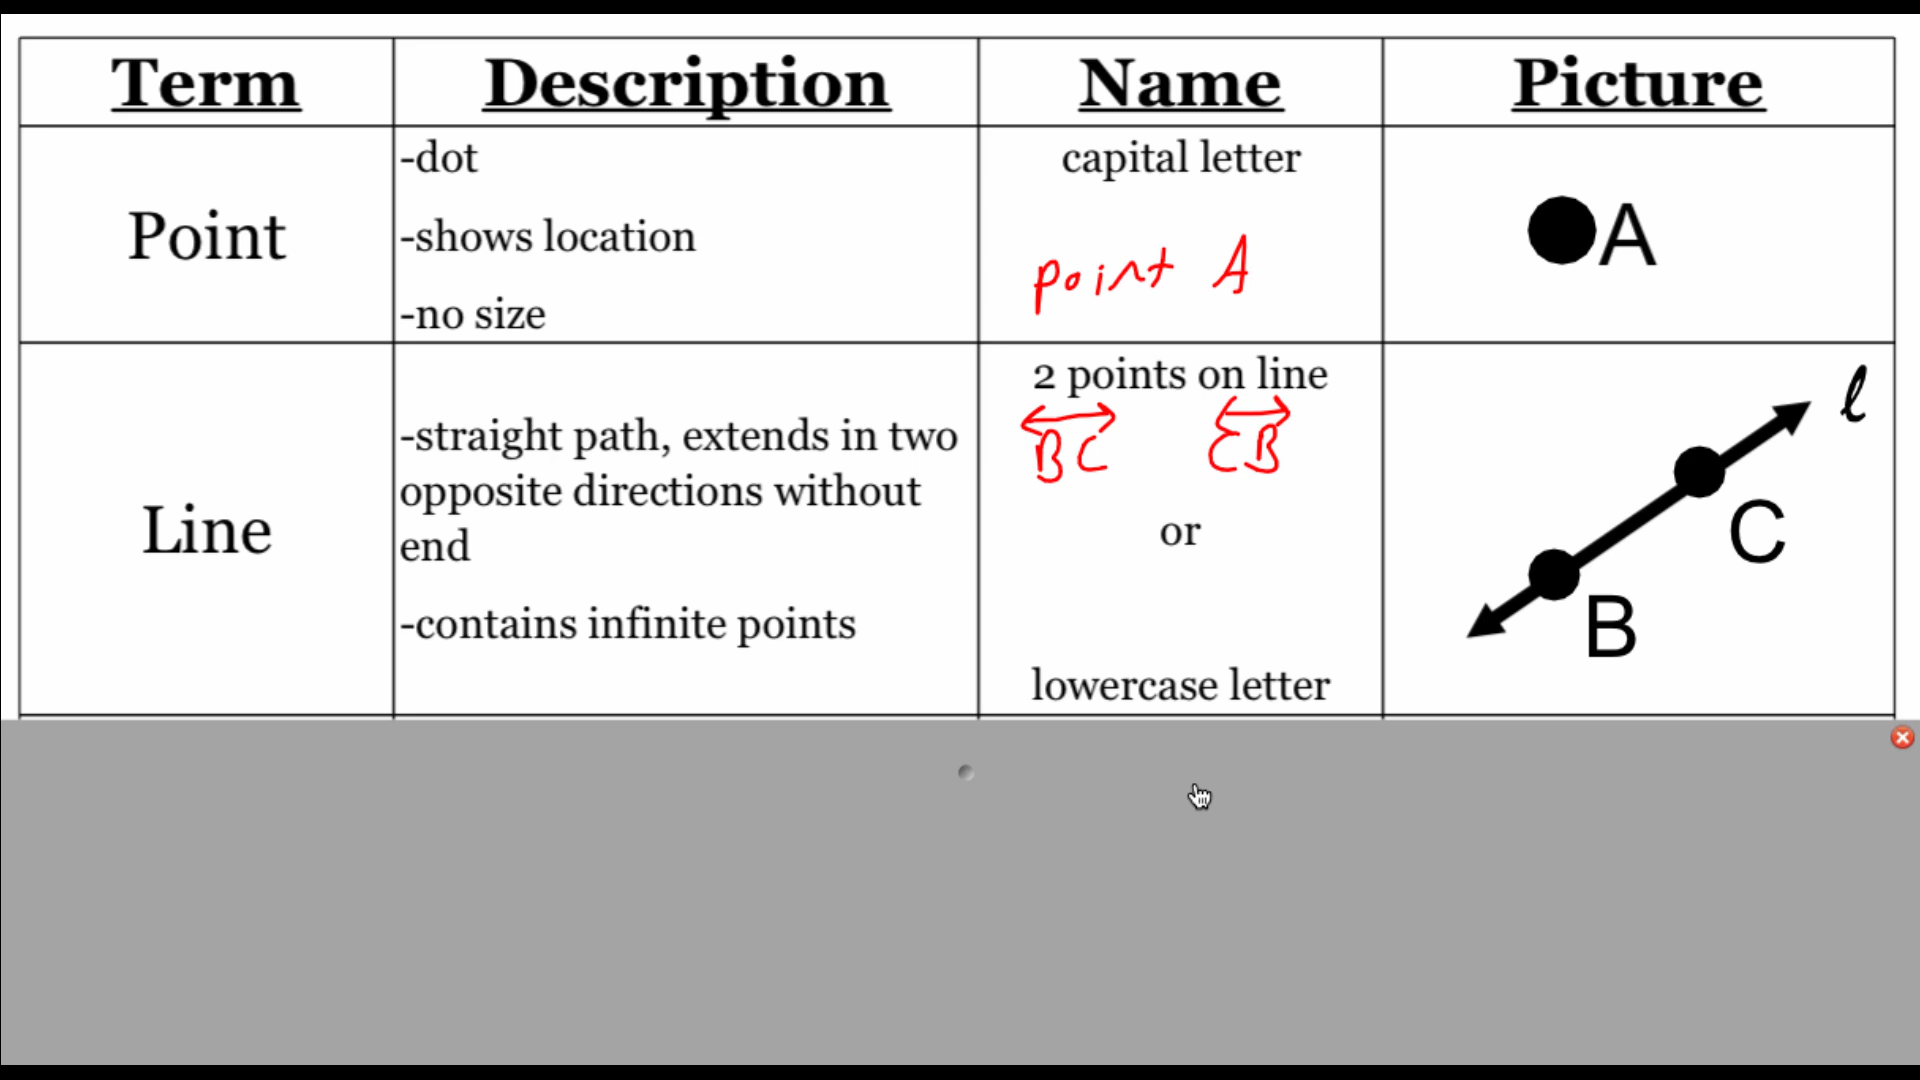 Term Description Name Picture
Point
-dot
-shows location
-no size
capital letter
point A
A
Line
-straight path, extends in two
opposite directions without
end
-contains infinite points
2 points on line
BC CB
or
lowercase letter
ℓ
C
B